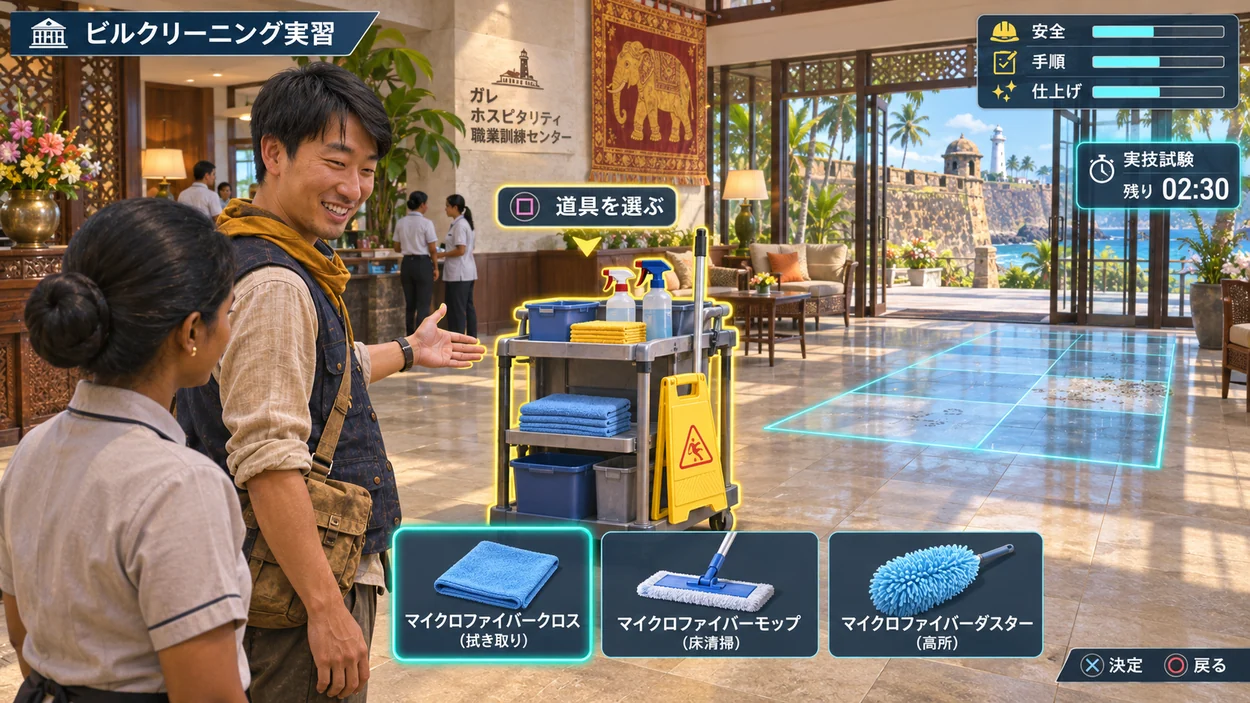 ビルクリーニング実習
ガレ
ホスピタリティ
職業訓練センター
安全
手順
仕上げ
実技試験
残り 02:30
道具を選ぶ
マイクロファイバークロス
(拭き取り)
マイクロファイバーモップ
(床清掃)
マイクロファイバーダスター
(高所)
決定
戻る